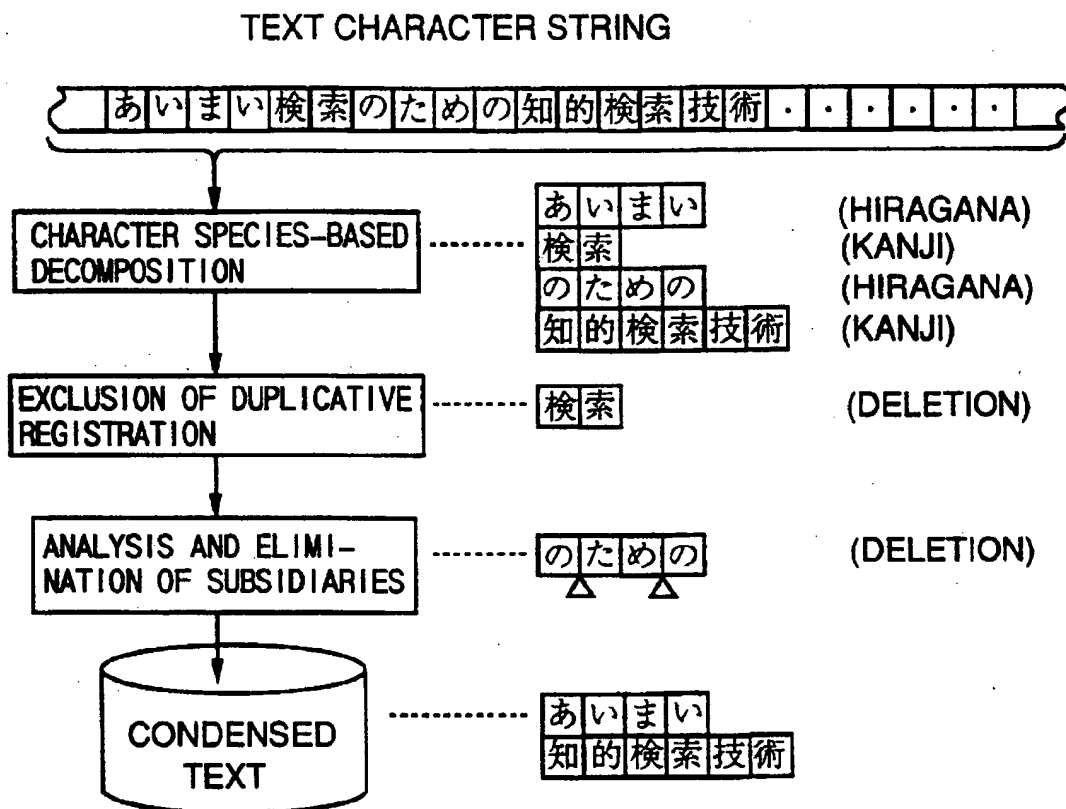 TEXT CHARACTER STRING
あいまい検索のための知的検索技術・・・・・・
CHARACTER SPECIES-BASED
DECOMPOSITION
あいまい (HIRAGANA)
検索 (KANJI)
のための (HIRAGANA)
知的検索技術 (KANJI)
EXCLUSION OF DUPLICATIVE
REGISTRATION
検索 (DELETION)
ANALYSIS AND ELIMI-
NATION OF SUBSIDIARIES
のための (DELETION)
CONDENSED
TEXT
あいまい
知的検索技術